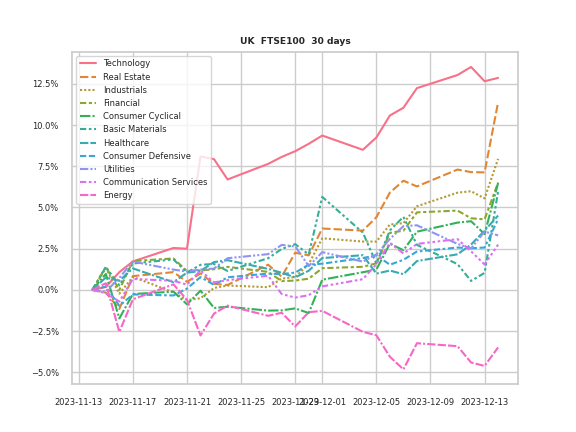 UK FTSE100 30 days
Technology
Real Estate
Industrials
Financial
Consumer Cyclical
Basic Materials
Healthcare
Consumer Defensive
Utilities
Communication Services
Energy
12.5%
10.0%
7.5%
5.0%
2.5%
0.0%
−2.5%
−5.0%
2023-11-13 2023-11-17 2023-11-21 2023-11-25 2023-11-29 2023-12-01 2023-12-05 2023-12-09 2023-12-13